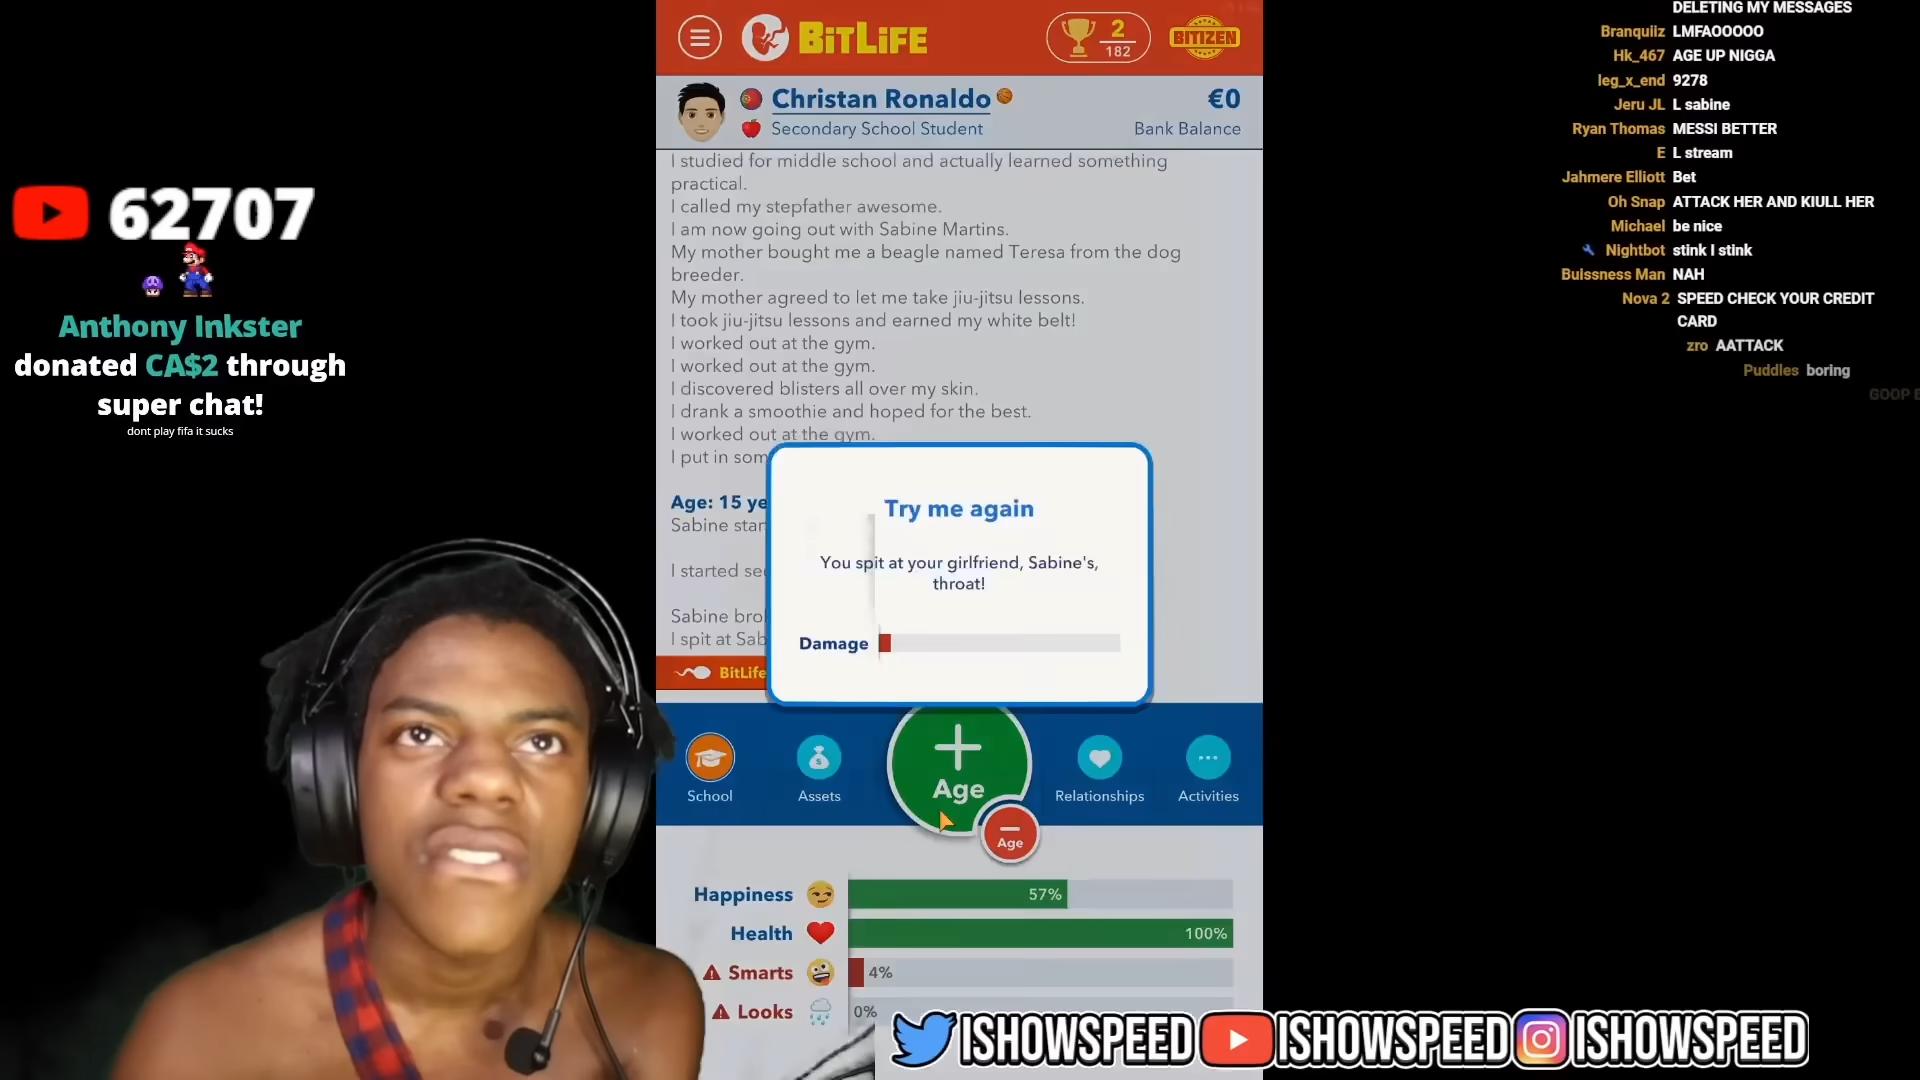 62707
Anthony Inkster
donated CA$2 through
super chat!
dont play fifa it sucks
BiTLiFE
2
182
BITIZEN
Christan Ronaldo
€0
Secondary School Student
Bank Balance
I studied for middle school and actually learned something
practical.
I called my stepfather awesome.
I am now going out with Sabine Martins.
My mother bought me a beagle named Teresa from the dog
breeder.
My mother agreed to let me take jiu-jitsu lessons.
I took jiu-jitsu lessons and earned my white belt!
I worked out at the gym.
I worked out at the gym.
I discovered blisters all over my skin.
I drank a smoothie and hoped for the best.
I worked out at the gym.
I put in som
Age: 15 ye
Sabine star
I started se
Sabine bro
I spit at Sab
BitLife
Try me again
You spit at your girlfriend, Sabine's,
throat!
Damage
School
Assets
Age
Relationships
Activities
Age
Happiness
57%
Health
100%
Smarts
4%
Looks
0%
DELETING MY MESSAGES
Branquiiz LMFAOOOOO
Hk_467 AGE UP NIGGA
leg_x_end 9278
Jeru JL L sabine
Ryan Thomas MESSI BETTER
E L stream
Jahmere Elliott Bet
Oh Snap ATTACK HER AND KIULL HER
Michael be nice
Nightbot stink I stink
Buissness Man NAH
Nova 2 SPEED CHECK YOUR CREDIT
CARD
zro AATTACK
Puddles boring
GOOP
ISHOWSPEED
ISHOWSPEED
ISHOWSPEED